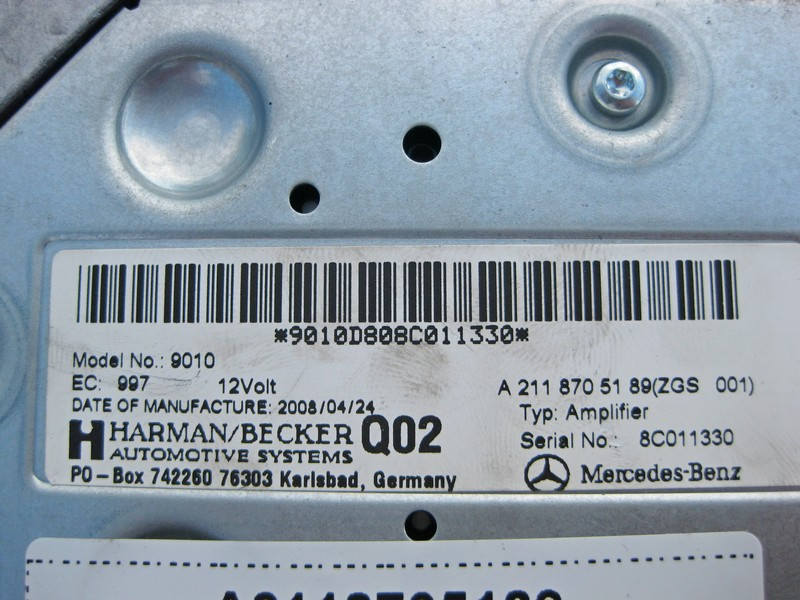 *9010D808C011330*
Model No.: 9010
EC: 997 12Volt
A 211 870 51 89(ZGS 001)
DATE OF MANUFACTURE: 2008/04/24
Typ: Amplifier
HARMAN/BECKER Q02
AUTOMOTIVE SYSTEMS
Serial No.: 8C011330
PO-Box 742260 76303 Karlsbad, Germany
Mercedes-Benz
A2118705189